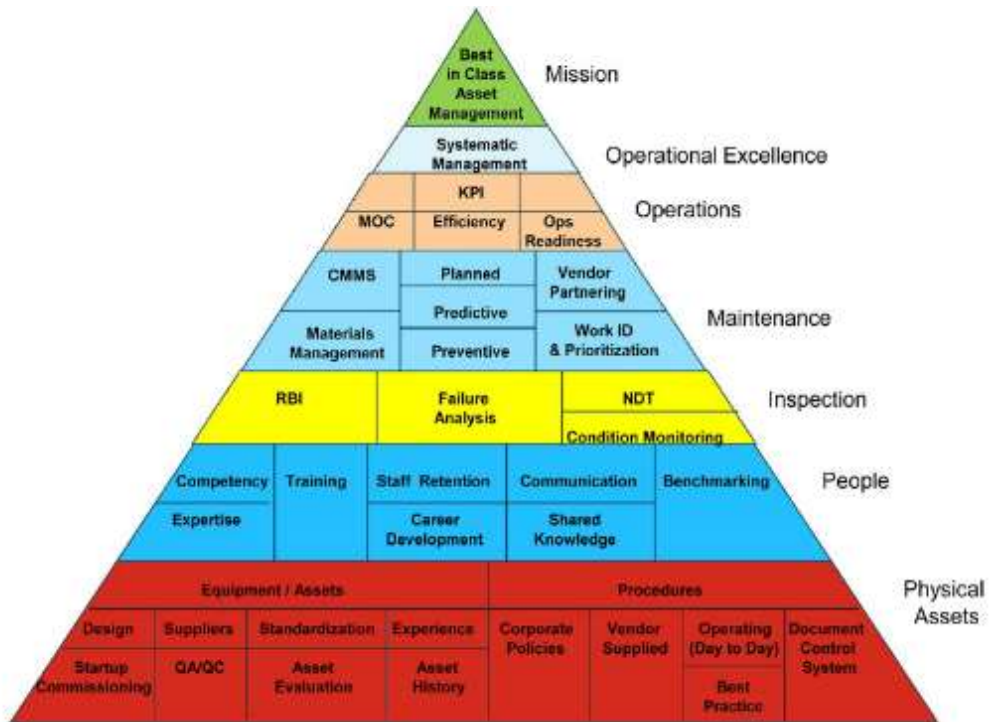 Best
in Class
Asset
Management
Mission
Systematic
Management
Operational Excellence
KPI
Operations
MOC
Efficiency
Ops
Readiness
CMMS
Planned
Vendor
Partnering
Predictive
Maintenance
Materials
Management
Preventive
Work ID
& Prioritization
RBI
Failure
Analysis
NDT
Inspection
Condition Monitoring
Competency
Training
Staff Retention
Communication
Benchmarking
People
Expertise
Career
Development
Shared
Knowledge
Equipment / Assets
Procedures
Physical
Assets
Design
Suppliers
Standardization
Experience
Corporate
Policies
Vendor
Supplied
Operating
(Day to Day)
Document
Control
System
Startup
Commissioning
QA/QC
Asset
Evaluation
Asset
History
Best
Practice